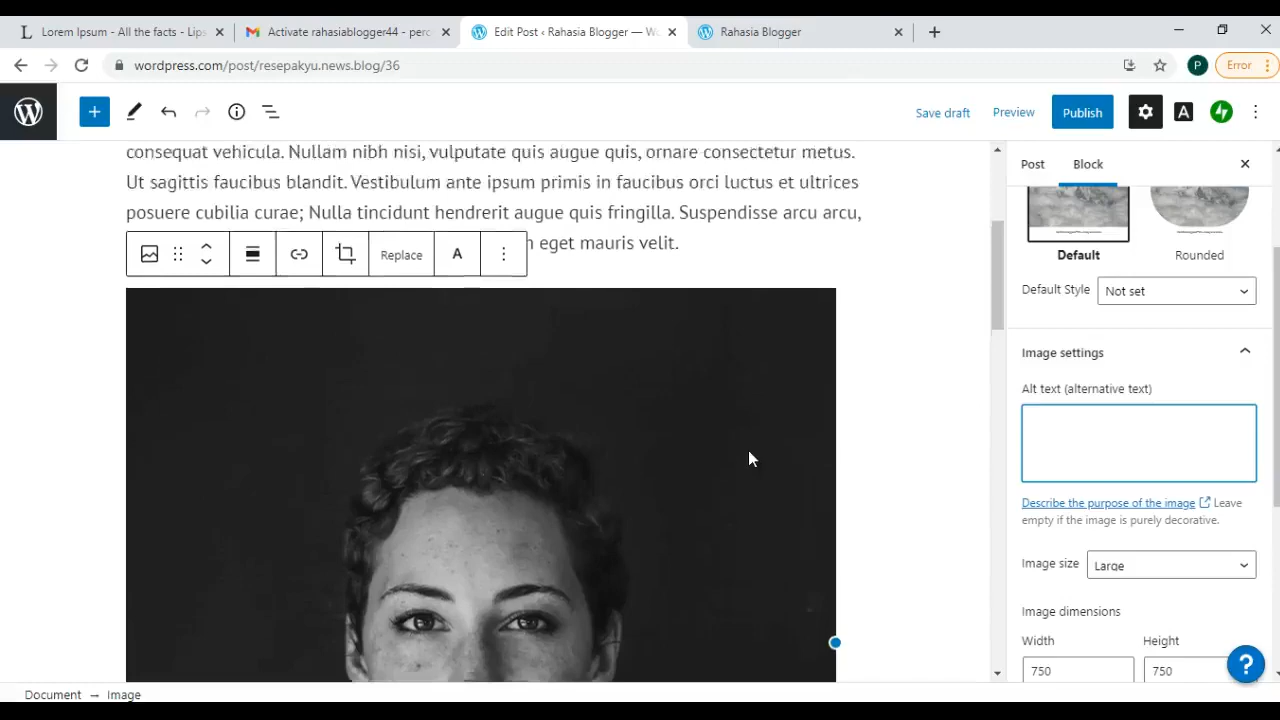 Lorem Ipsum - All the facts - Lips
Activate rahasiablogger44 - perc
Edit Post ‹ Rahasia Blogger — W
Rahasia Blogger
wordpress.com/post/resepakyu.news.blog/36
P
Error
Save draft
Preview
Publish
A
consequat vehicula. Nullam nibh nisi, vulputate quis augue quis, ornare consectetur metus.
Ut sagittis faucibus blandit. Vestibulum ante ipsum primis in faucibus orci luctus et ultrices
posuere cubilia curae; Nulla tincidunt hendrerit augue quis fringilla. Suspendisse arcu arcu,
eget mauris velit.
Replace
A
Post
Block
Default
Rounded
Default Style
Not set
Image settings
Alt text (alternative text)
Describe the purpose of the image Leave
empty if the image is purely decorative.
Image size
Large
Image dimensions
Width
Height
750
750
?
Document → Image